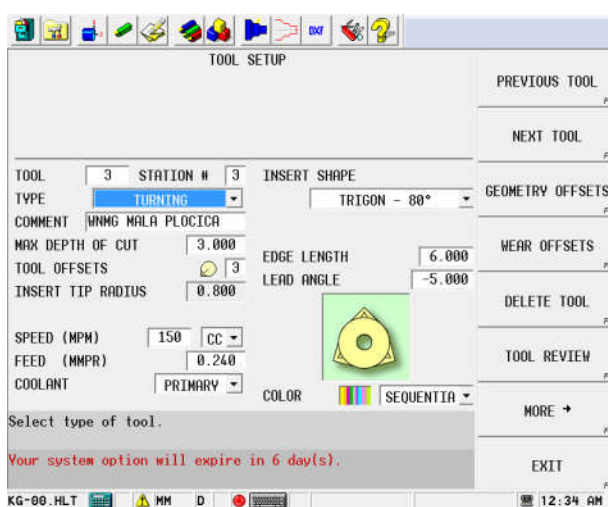 DXF
TOOL SETUP
PREVIOUS TOOL
NEXT TOOL
TOOL 3 STATION # 3 INSERT SHAPE
GEOMETRY OFFSETS
TYPE TURNING TRIGON - 80°
COMMENT WNMG MALA PLOCICA
MAX DEPTH OF CUT 3.000
WEAR OFFSETS
EDGE LENGTH 6.000
TOOL OFFSETS 3
LEAD ANGLE -5.000
INSERT TIP RADIUS 0.800
DELETE TOOL
SPEED (MPM) 150 CC
TOOL REVIEW
FEED (MMPR) 0.240
COOLANT PRIMARY
COLOR SEQUENTIA
MORE →
Select type of tool.
Your system option will expire in 6 day(s).
EXIT
KG-00.HLT MM D 12:34 AM